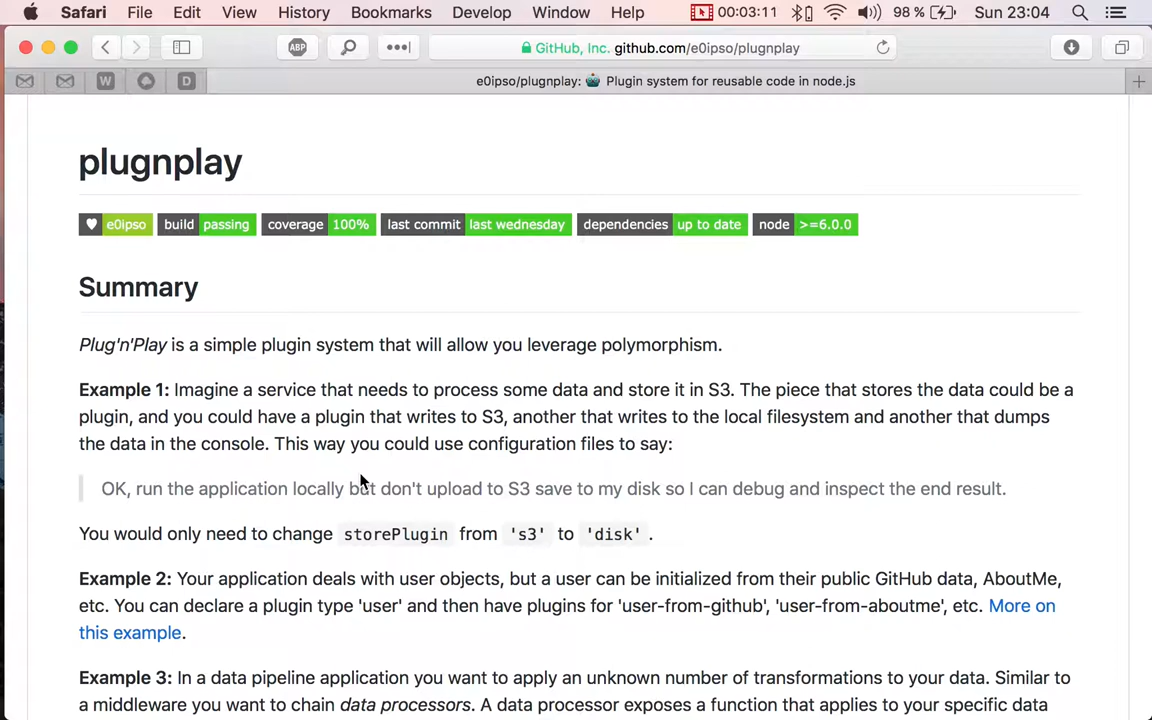 Safari File Edit View History Bookmarks Develop Window Help 00:03:11 98 % Sun 23:04
ABP GitHub, Inc. github.com/e0ipso/plugnplay
W D e0ipso/plugnplay: 🤖 Plugin system for reusable code in node.js
plugnplay
♥ e0ipso build passing coverage 100% last commit last wednesday dependencies up to date node >=6.0.0
Summary
Plug'n'Play is a simple plugin system that will allow you leverage polymorphism.
Example 1: Imagine a service that needs to process some data and store it in S3. The piece that stores the data could be a
plugin, and you could have a plugin that writes to S3, another that writes to the local filesystem and another that dumps
the data in the console. This way you could use configuration files to say:
OK, run the application locally but don't upload to S3 save to my disk so I can debug and inspect the end result.
You would only need to change storePlugin from 's3' to 'disk' .
Example 2: Your application deals with user objects, but a user can be initialized from their public GitHub data, AboutMe,
etc. You can declare a plugin type 'user' and then have plugins for 'user-from-github', 'user-from-aboutme', etc. More on
this example.
Example 3: In a data pipeline application you want to apply an unknown number of transformations to your data. Similar to
a middleware you want to chain data processors. A data processor exposes a function that applies to your specific data